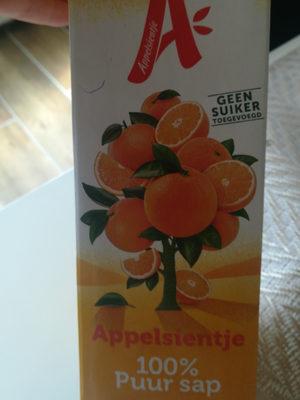 Appelsientje
GEEN
SUIKER
TOEGEVOEGD
Appelsientje
100%
Puur sap